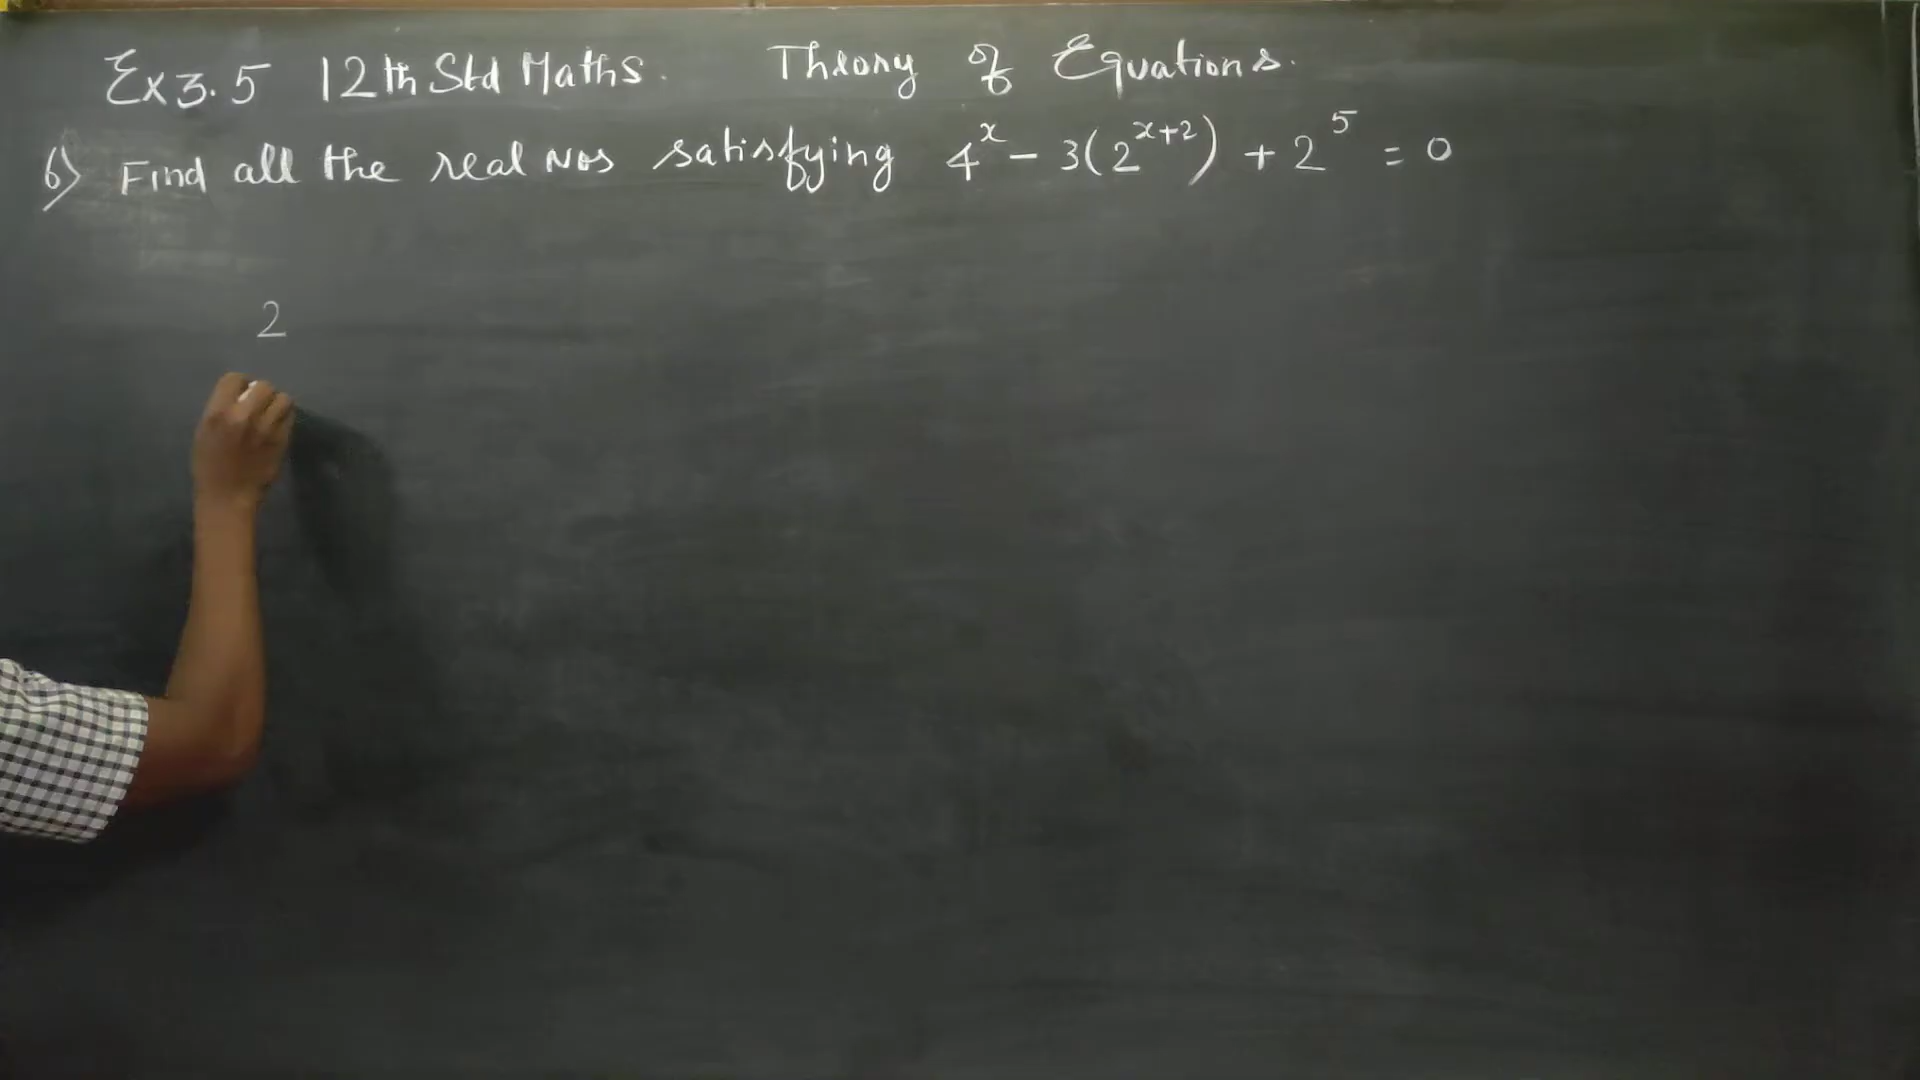 Ex 3.5 12th Std Maths. Theory of Equations.
6) Find all the real Nos satisfying 4^x - 3(2^{x+2}) + 2^5 = 0
2